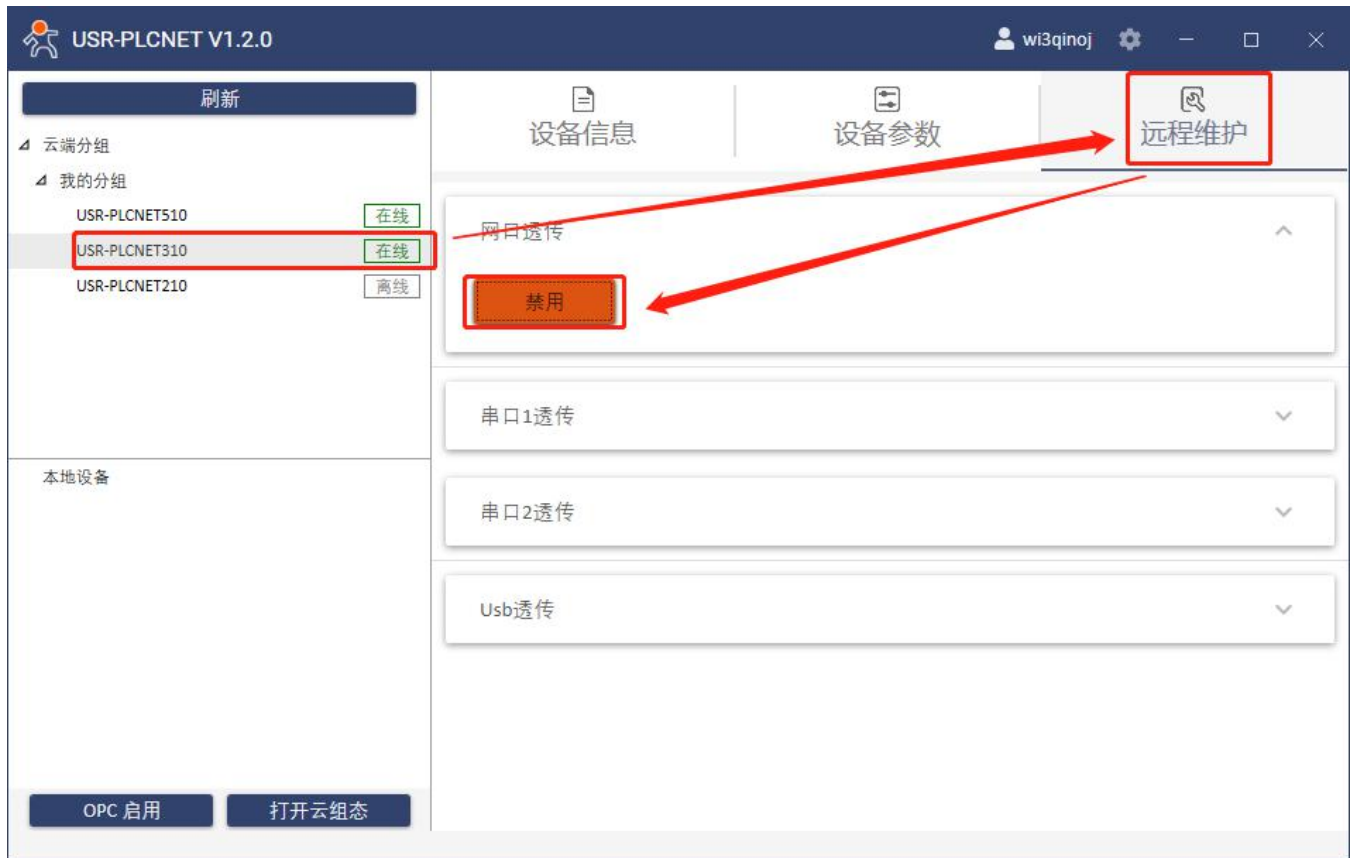 USR-PLCNET V1.2.0
wi3qinoj
刷新
云端分组
我的分组
USR-PLCNET510 在线
USR-PLCNET310 在线
USR-PLCNET210 离线
本地设备
OPC 启用 打开云组态
设备信息 设备参数 远程维护
网口透传
禁用
串口1透传
串口2透传
Usb透传